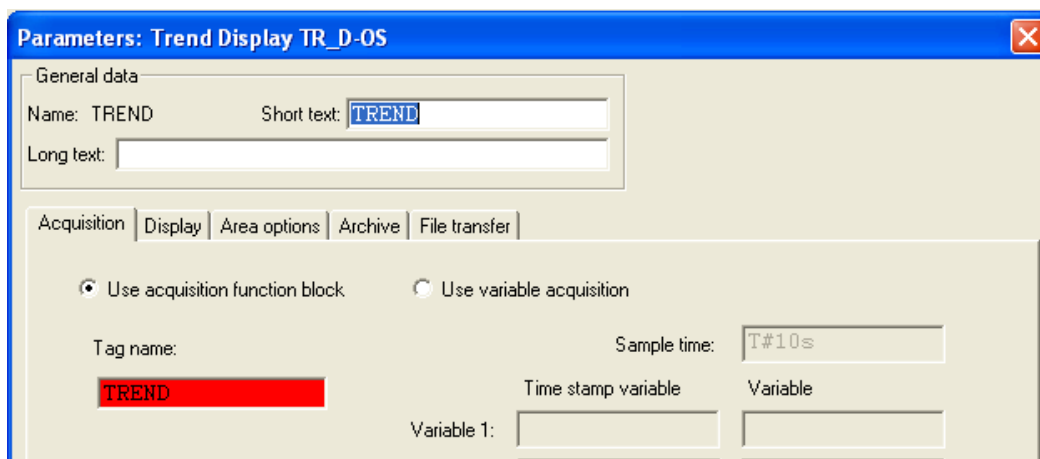 Parameters: Trend Display TR_D-OS
General data
Name: TREND Short text: TREND
Long text:
Acquisition Display Area options Archive File transfer
Use acquisition function block Use variable acquisition
Tag name: Sample time: T#10s
TREND Time stamp variable Variable
Variable 1: